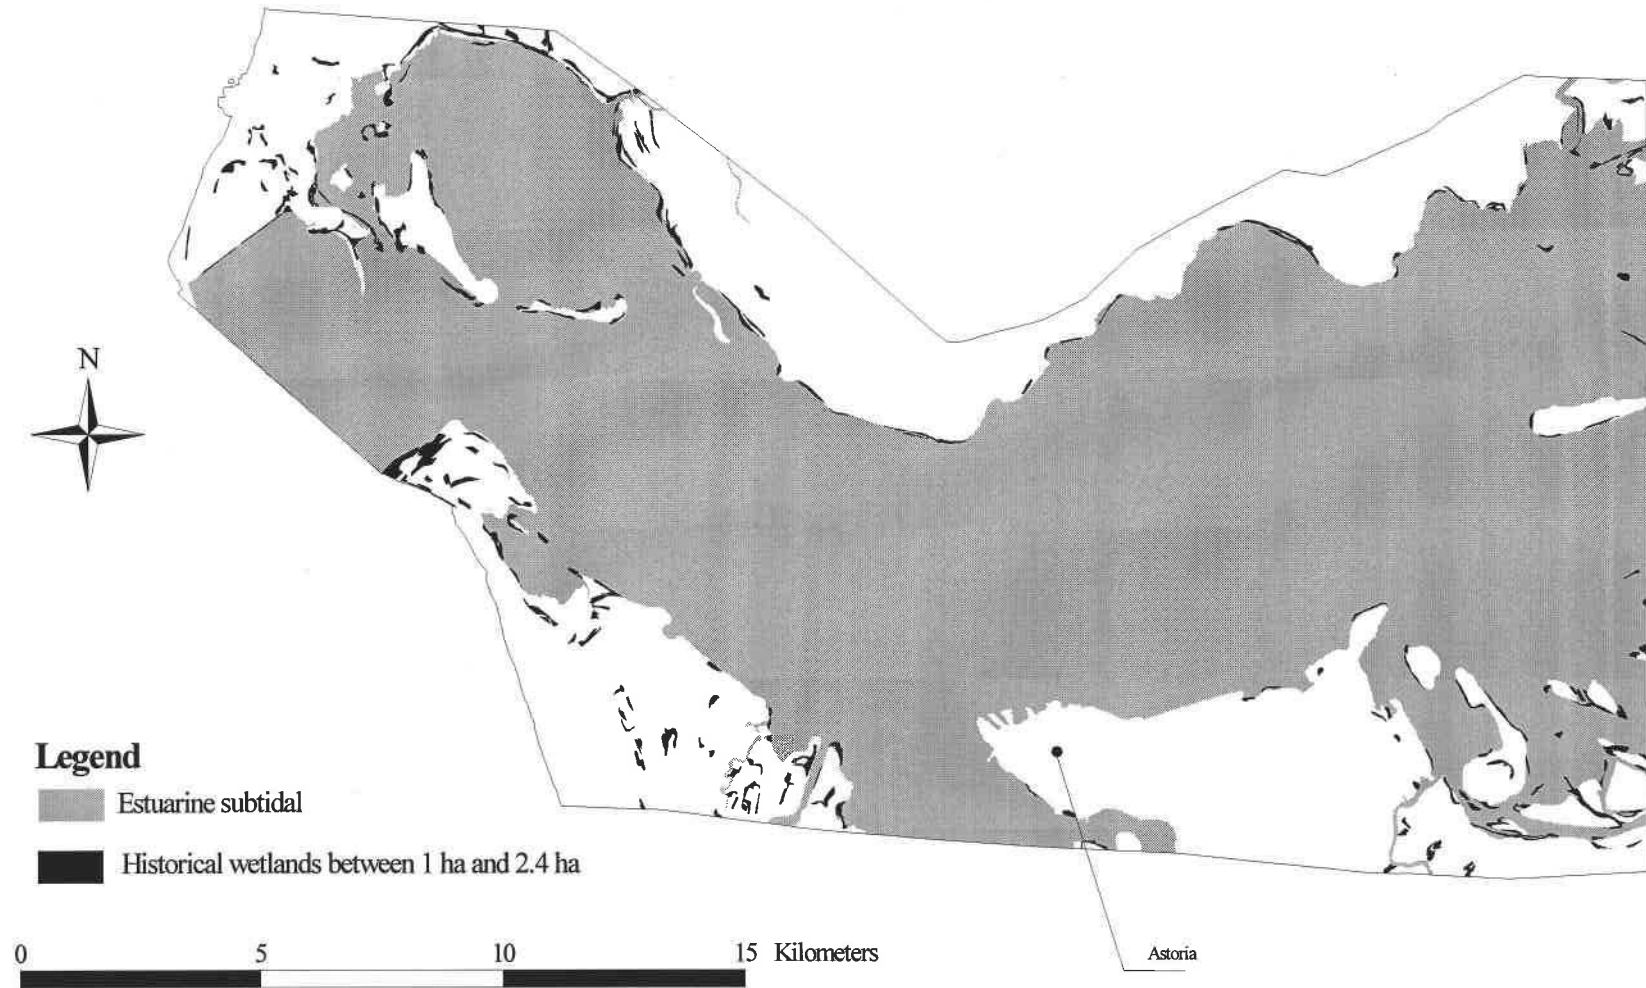 N
Legend
Estuarine subtidal
Historical wetlands between 1 ha and 2.4 ha
0 5 10 15 Kilometers
Astoria